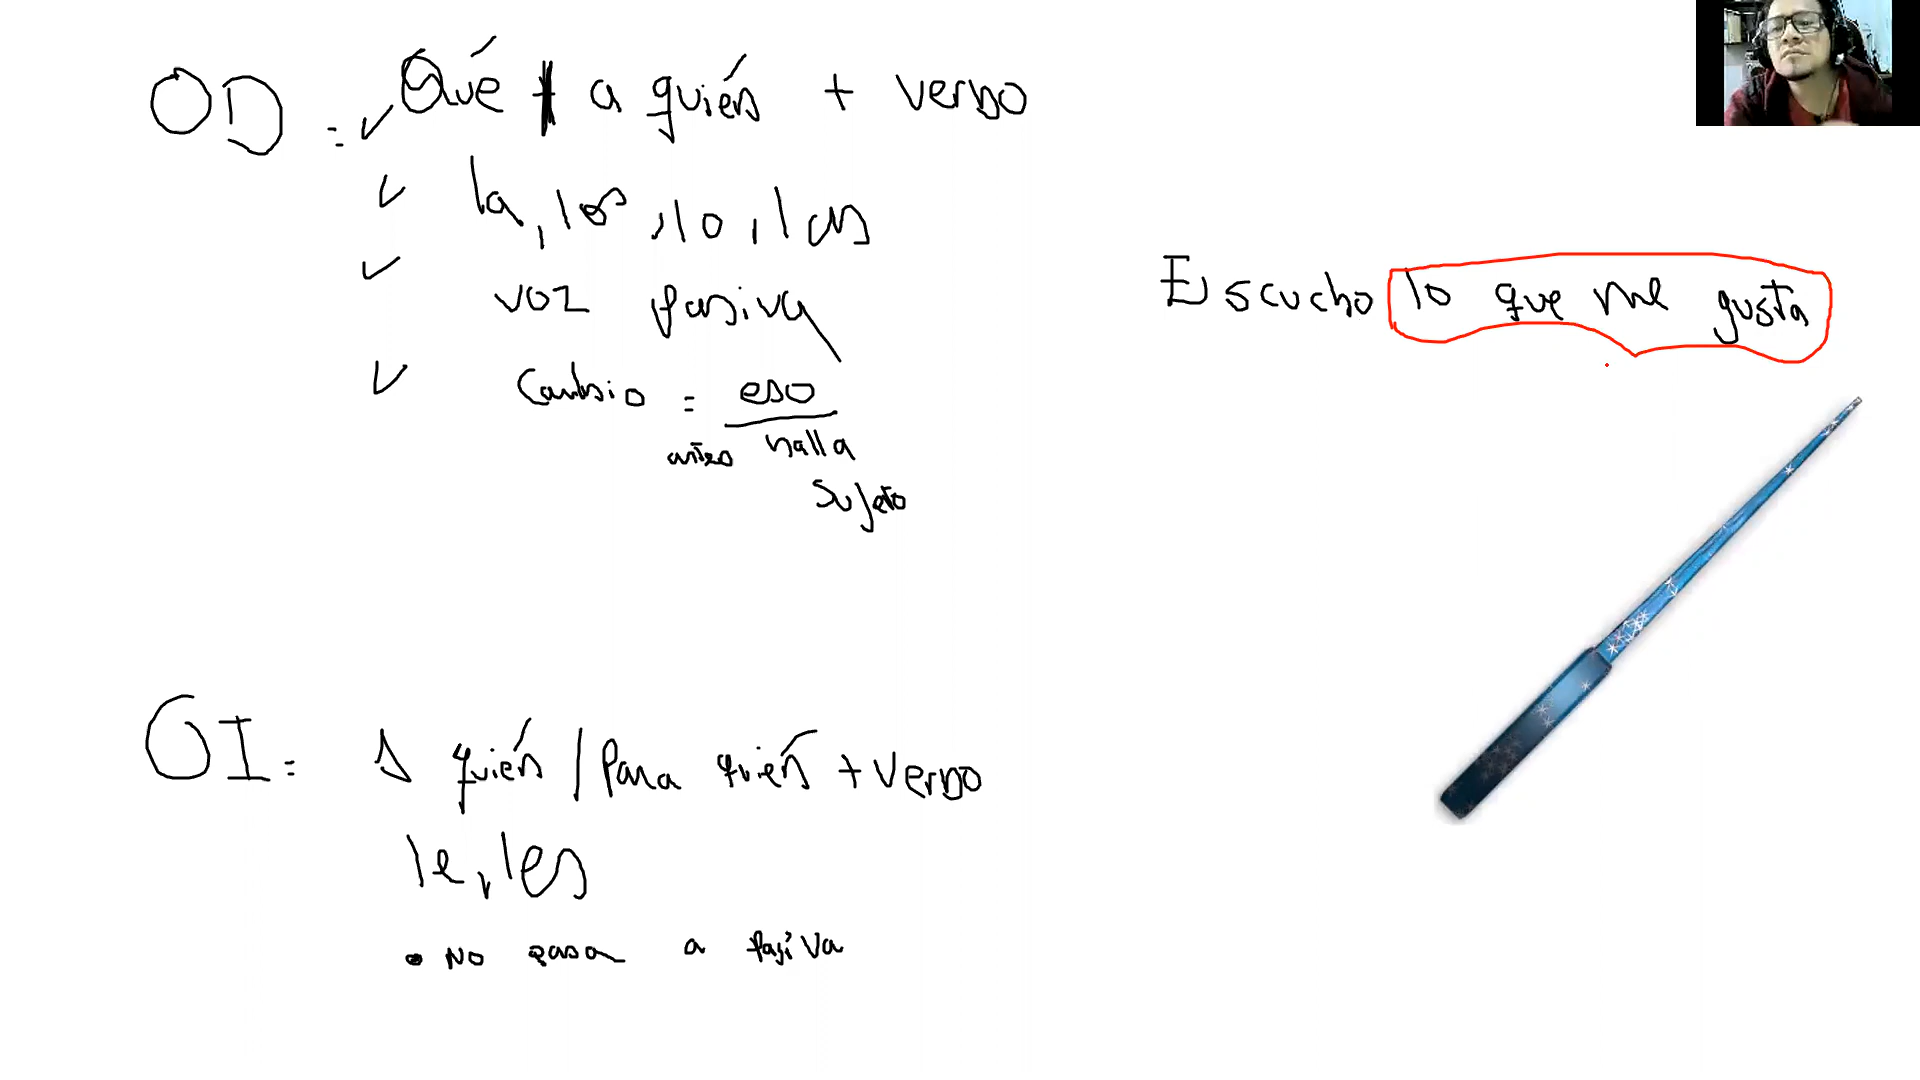 OD = Qué / a quién + verbo
la, los, lo, las
voz pasiva
Cambio = eso
antes halla
sujeto
Escucho lo que me gusta
OI = A quién / Para quién + verbo
le, les
• No pasa a pasiva